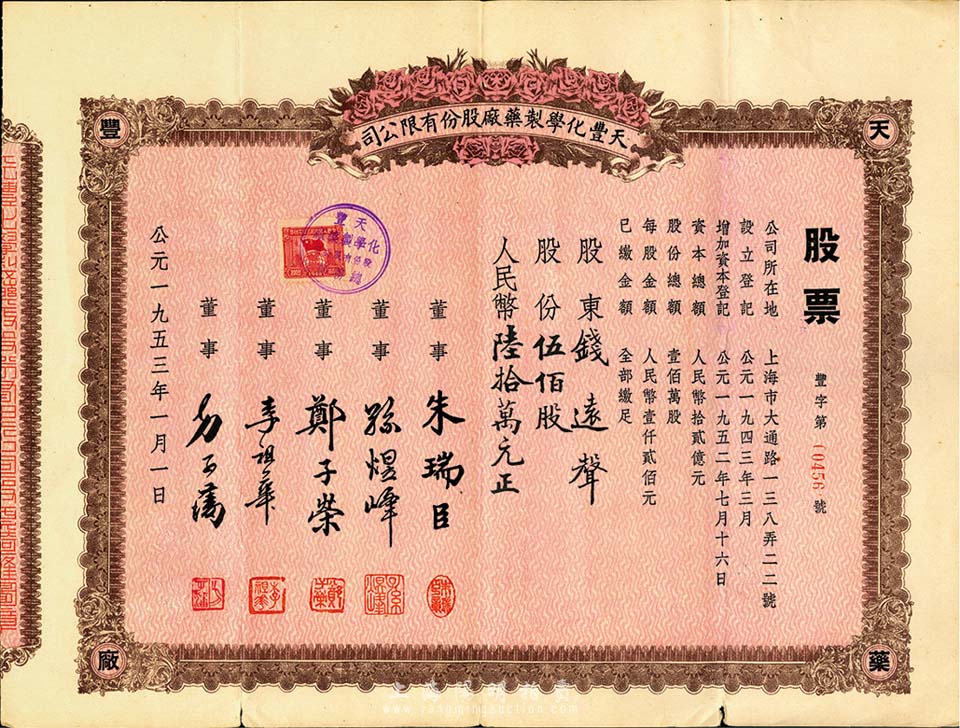 天豐化學製藥廠股份有限公司
天
豐
藥
廠
股票
豐字第 10456 號
公司所在地 上海市大通路一三八弄二二號
設立登記 公元一九四三年三月
增加資本登記 公元一九五二年七月十六日
資本總額 人民幣拾貳億元
股份總額 壹佰萬股
每股金額 人民幣壹仟貳佰元
已繳金額 全部繳足
股東錢遠聲
股份伍佰股
人民幣陸拾萬元正
董事 朱瑞臣
董事 孫煜峰
董事 鄭子榮
董事 李祖華
董事
公元一九五三年一月一日
天豐
化學製